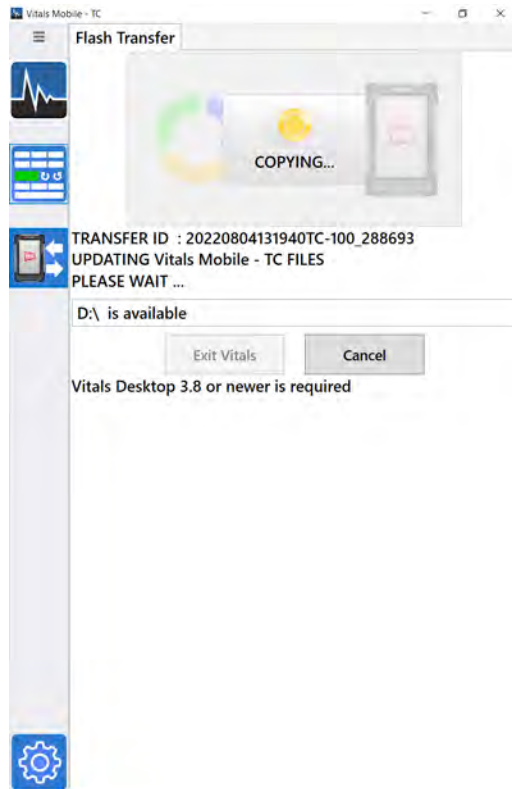 Vitals Mobile - TC
Flash Transfer
COPYING...
TRANSFER ID : 20220804131940TC-100_288693
UPDATING Vitals Mobile - TC FILES
PLEASE WAIT ...
D:\ is available
Exit Vitals
Cancel
Vitals Desktop 3.8 or newer is required